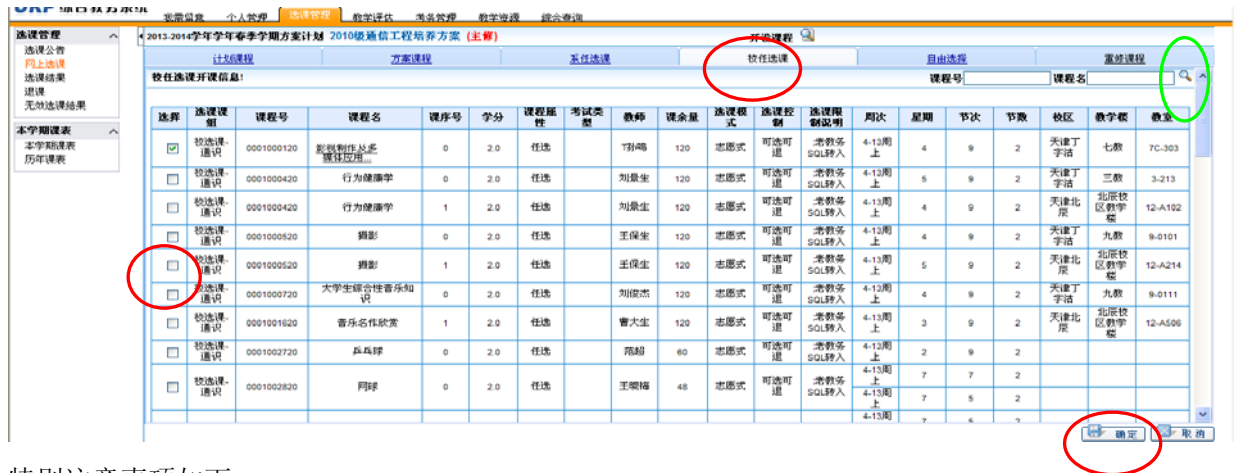 URP 综合教务系统
我需留意 个人管理 选课管理 教学评估 考务管理 教学资源 综合查询
选课管理
选课公告
网上选课
选课结果
退课
无效选课结果
本学期课表
本学期课表
历年课表
2013-2014学年学年春季学期方案计划 2010级通信工程培养方案 (主修) 开设课程
计划课程 方案课程 系任选课 校任选课 自由选择 重修课程
校任选课开课信息! 课程号 课程名
选择 选课课组 课程号 课程名 课序号 学分 课程属性 考试类型 教师 课余量 选课模式 选课控制 选课限制说明 周次 星期 节次 节数 校区 教学楼 教室
校选课-通识 0001000120 影视制作及多媒体应用... 0 2.0 任选 120 志愿式 可选可退 :老教务SQL转入 4-13周上 4 9 2 天津丁字沽 七教 7C-303
校选课-通识 0001000420 行为健康学 0 2.0 任选 刘景生 120 志愿式 可选可退 :老教务SQL转入 4-13周上 5 9 2 天津丁字沽 三教 3-213
校选课-通识 0001000420 行为健康学 1 2.0 任选 刘景生 120 志愿式 可选可退 :老教务SQL转入 4-13周上 4 9 2 天津北辰 北辰校区教学楼 12-A102
校选课-通识 0001000520 摄影 0 2.0 任选 王保生 120 志愿式 可选可退 :老教务SQL转入 4-13周上 4 9 2 天津丁字沽 九教 9-0101
校选课-通识 0001000520 摄影 1 2.0 任选 王保生 120 志愿式 可选可退 :老教务SQL转入 4-13周上 5 9 2 天津北辰 北辰校区教学楼 12-A214
校选课-通识 0001000720 大学生综合性音乐知识 0 2.0 任选 刘俊杰 120 志愿式 可选可退 :老教务SQL转入 4-13周上 4 9 2 天津丁字沽 九教 9-0111
校选课-通识 0001001620 音乐名作欣赏 1 2.0 任选 曹大生 120 志愿式 可选可退 :老教务SQL转入 4-13周上 3 9 2 天津北辰 北辰校区教学楼 12-A506
校选课-通识 0001002720 乒乓球 0 2.0 任选 范超 60 志愿式 可选可退 :老教务SQL转入 4-13周上 2 9 2
校选课-通识 0001002820 网球 0 2.0 任选 王晓梅 48 志愿式 可选可退 :老教务SQL转入 4-13周上 7 7 2
4-13周上 7 5 2
4-13周 7 5 2
确定 取消
特别注意事项如下